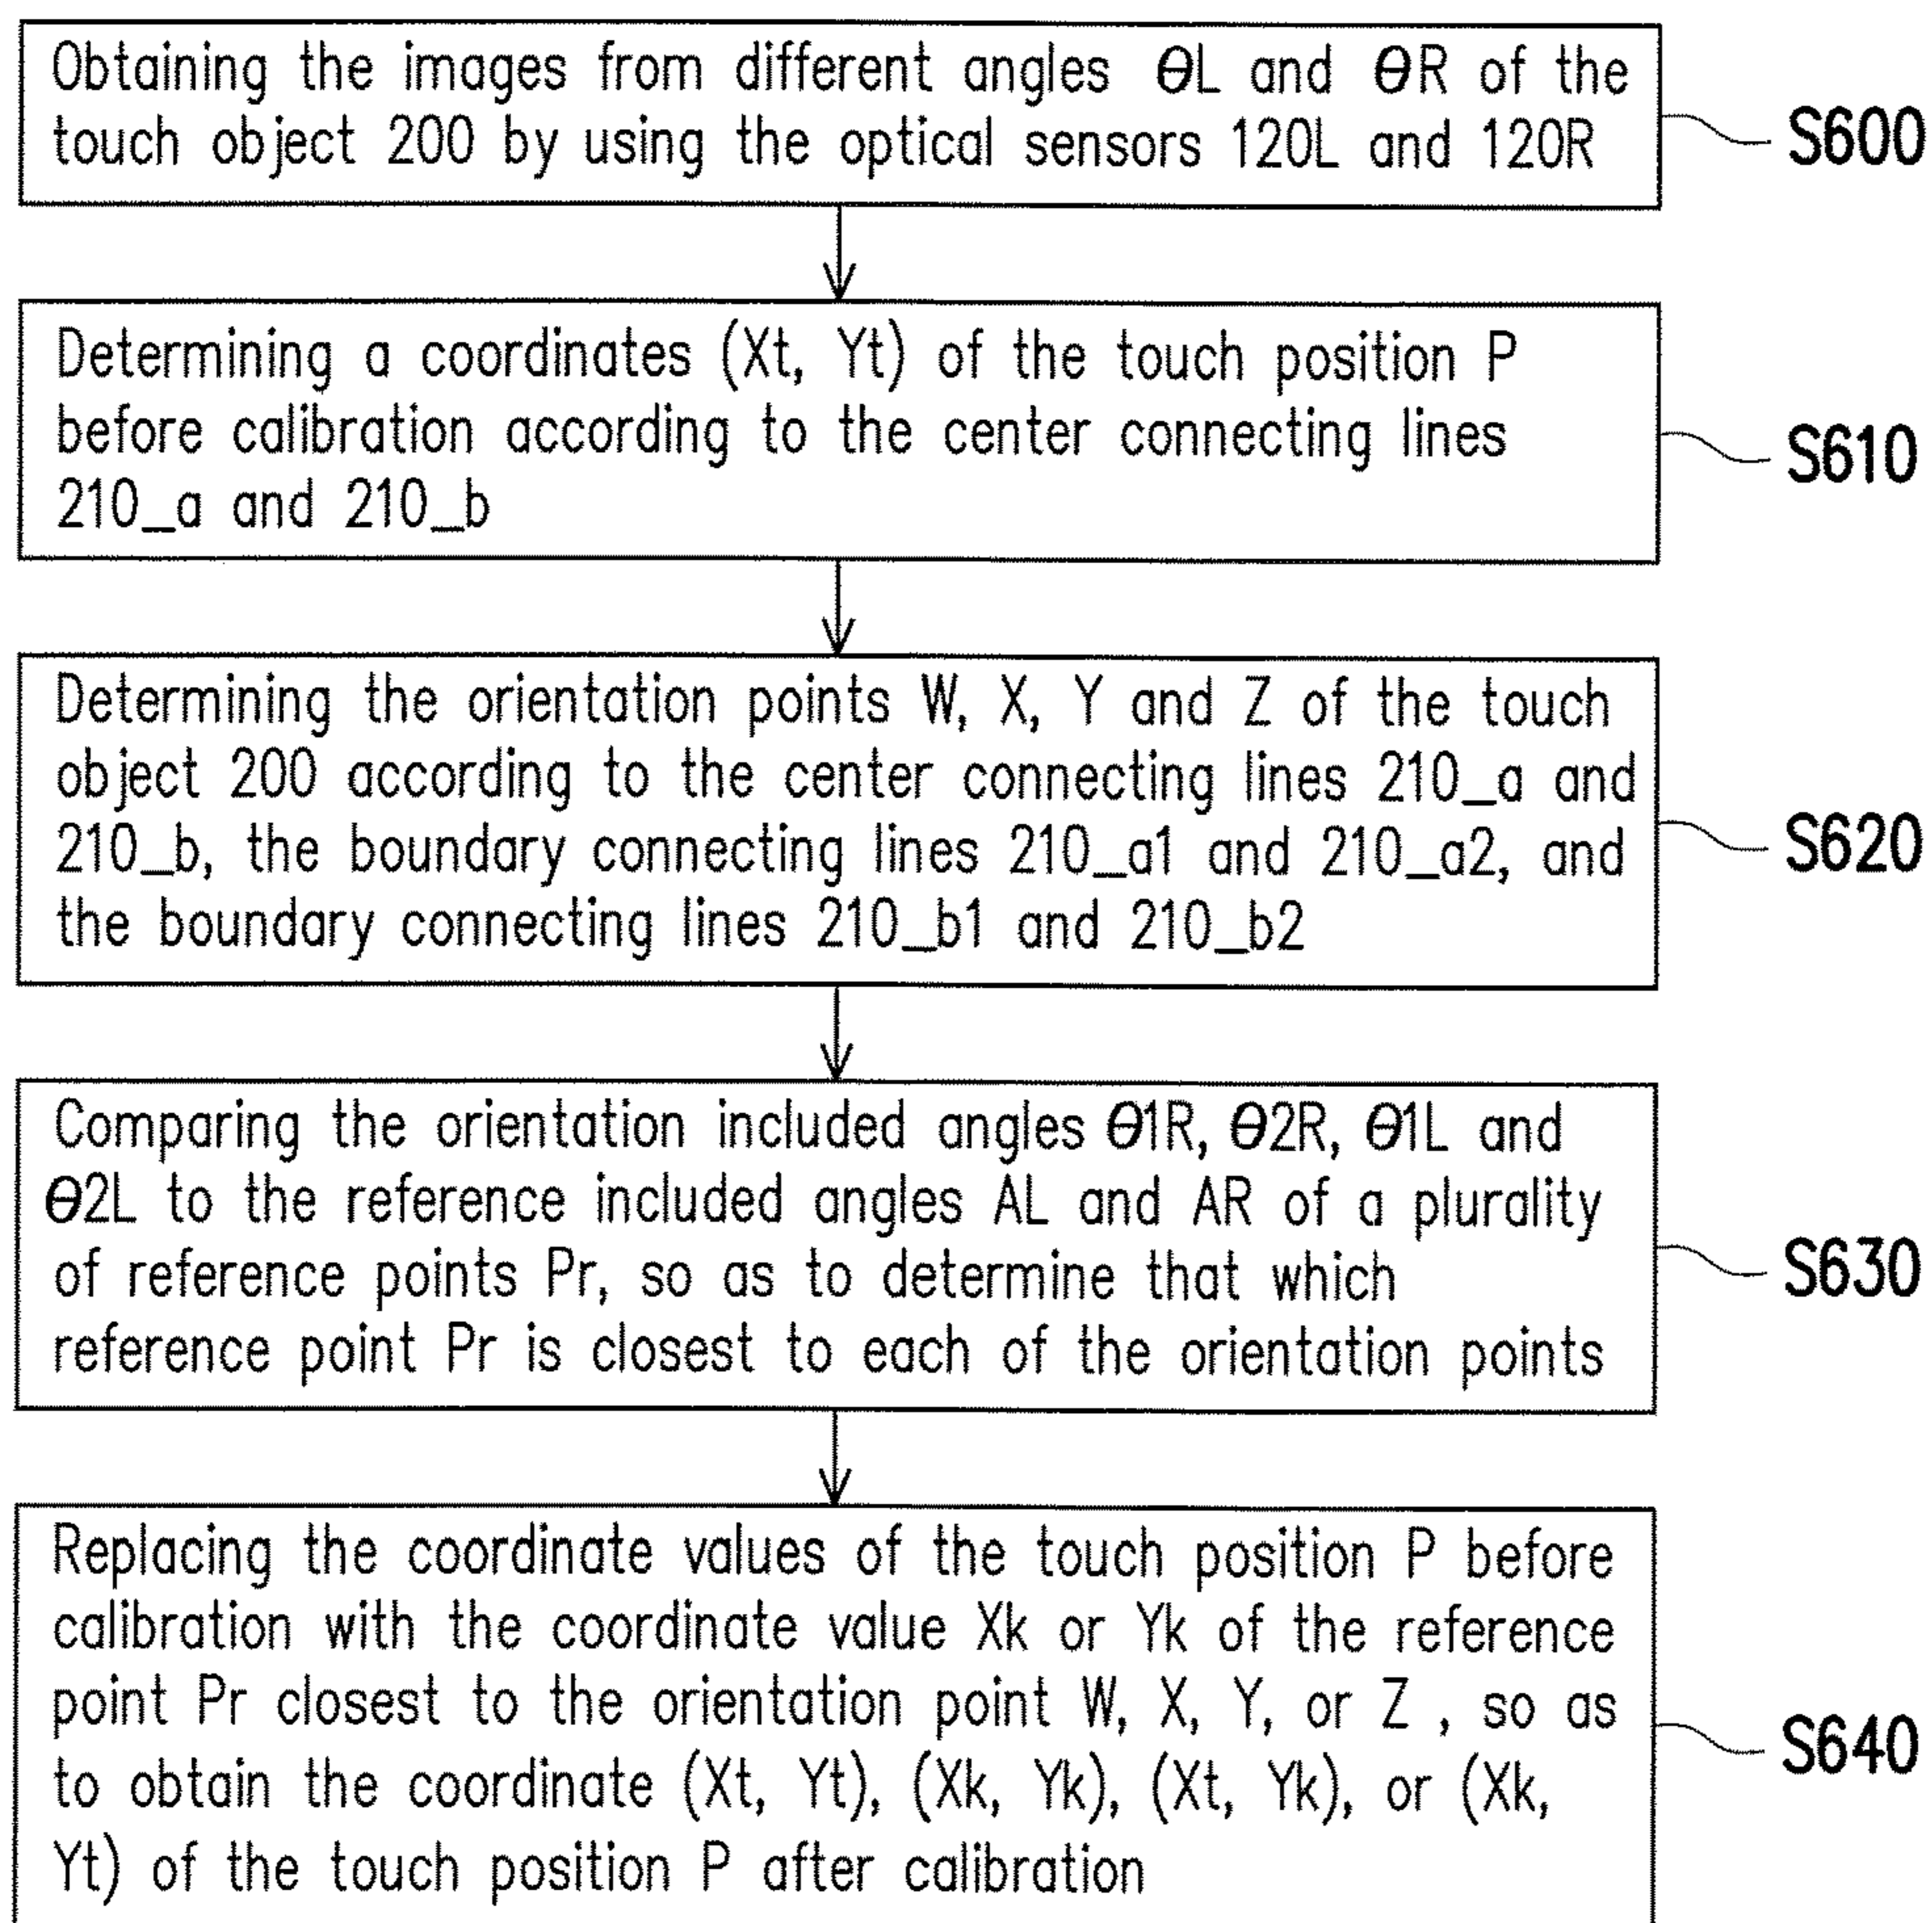 Obtaining the images from different angles θL and θR of the
touch object 200 by using the optical sensors 120L and 120R
S600
Determining a coordinates (Xt, Yt) of the touch position P
before calibration according to the center connecting lines
210_a and 210_b
S610
Determining the orientation points W, X, Y and Z of the touch
object 200 according to the center connecting lines 210_a and
210_b, the boundary connecting lines 210_a1 and 210_a2, and
the boundary connecting lines 210_b1 and 210_b2
S620
Comparing the orientation included angles θ1R, θ2R, θ1L and
θ2L to the reference included angles AL and AR of a plurality
of reference points Pr, so as to determine that which
reference point Pr is closest to each of the orientation points
S630
Replacing the coordinate values of the touch position P before
calibration with the coordinate value Xk or Yk of the reference
point Pr closest to the orientation point W, X, Y, or Z , so as
to obtain the coordinate (Xt, Yt), (Xk, Yk), (Xt, Yk), or (Xk,
Yt) of the touch position P after calibration
S640